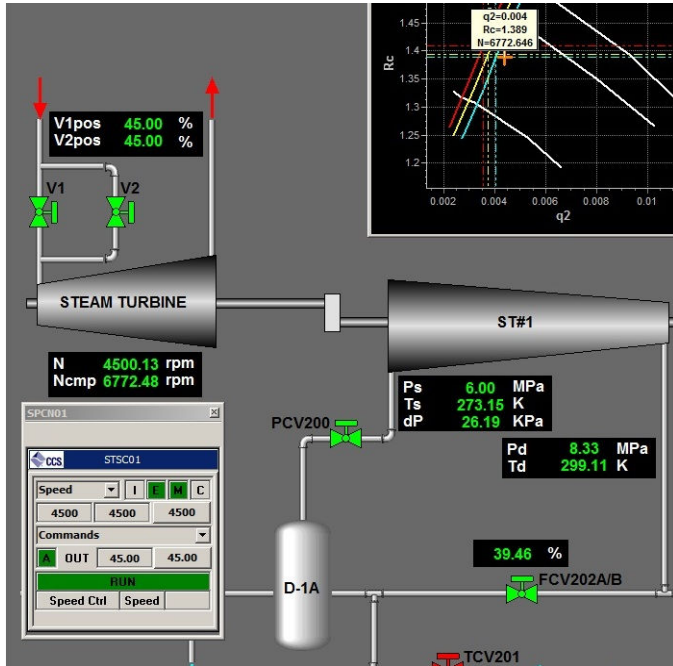 V1pos 45.00 %
V2pos 45.00 %
V1
V2
STEAM TURBINE
N 4500.13 rpm
Ncmp 6772.48 rpm
q2=0.004
Rc=1.389
N=6772.646
1.45
1.4
1.35
1.3
1.25
1.2
Rc
0.002 0.004 0.006 0.008 0.01
q2
ST#1
Ps 6.00 MPa
Ts 273.15 K
dP 26.19 KPa
Pd 8.33 MPa
Td 299.11 K
PCV200
SPCN01
CCS STSC01
Speed I E M C
4500 4500 4500
Commands
A OUT 45.00 45.00
RUN
Speed Ctrl Speed
D-1A
39.46 %
FCV202A/B
TCV201